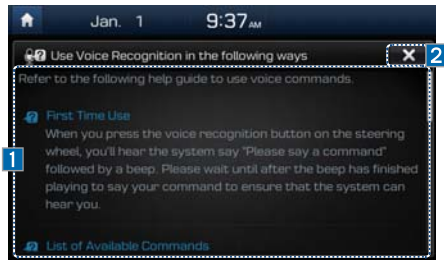 Jan. 1 9:37 AM
Use Voice Recognition in the following ways
2
Refer to the following help guide to use voice commands.
First Time Use
When you press the voice recognition button on the steering
wheel, you'll hear the system say "Please say a command"
1
followed by a beep. Please wait until after the beep has finished
playing to say your command to ensure that the system can
hear you.
List of Available Commands